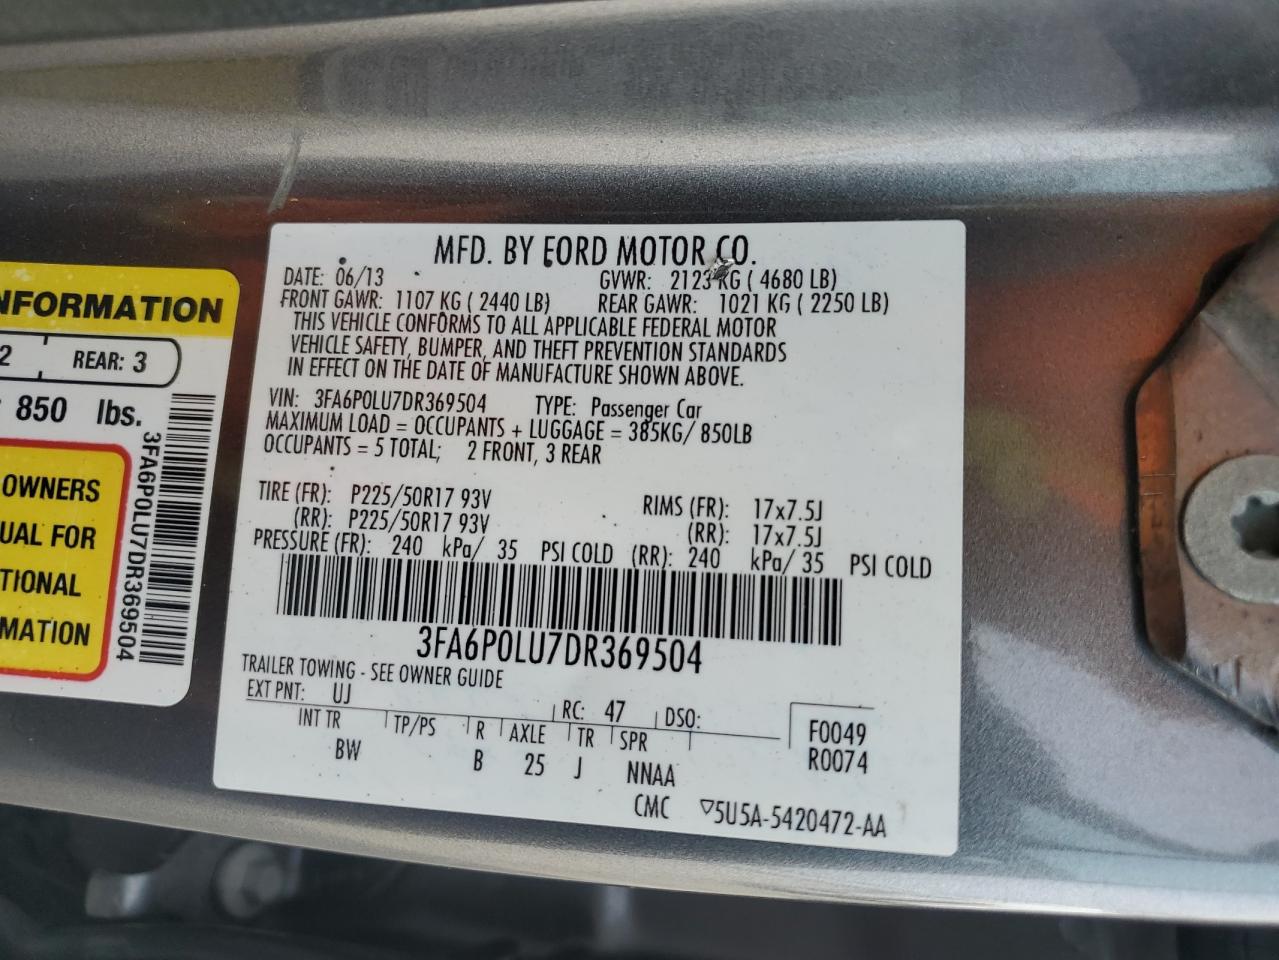 NFORMATION
2 REAR: 3
850 lbs.
OWNERS
UAL FOR
TIONAL
MATION
3FA6P0LU7DR369504
MFD. BY FORD MOTOR CO.
DATE: 06/13 GVWR: 2123 KG ( 4680 LB)
FRONT GAWR: 1107 KG ( 2440 LB) REAR GAWR: 1021 KG ( 2250 LB)
THIS VEHICLE CONFORMS TO ALL APPLICABLE FEDERAL MOTOR
VEHICLE SAFETY, BUMPER, AND THEFT PREVENTION STANDARDS
IN EFFECT ON THE DATE OF MANUFACTURE SHOWN ABOVE.
VIN: 3FA6P0LU7DR369504 TYPE: Passenger Car
MAXIMUM LOAD = OCCUPANTS + LUGGAGE = 385KG/ 850LB
OCCUPANTS = 5 TOTAL; 2 FRONT, 3 REAR
TIRE (FR): P225/50R17 93V RIMS (FR): 17x7.5J
(RR): P225/50R17 93V (RR): 17x7.5J
PRESSURE (FR): 240 kPa/ 35 PSI COLD (RR): 240 kPa/ 35 PSI COLD
3FA6P0LU7DR369504
TRAILER TOWING - SEE OWNER GUIDE
EXT PNT: UJ RC: 47 DSO: F0049
INT TR TP/PS R AXLE TR SPR R0074
BW B 25 J NNAA
CMC ▽5U5A-5420472-AA